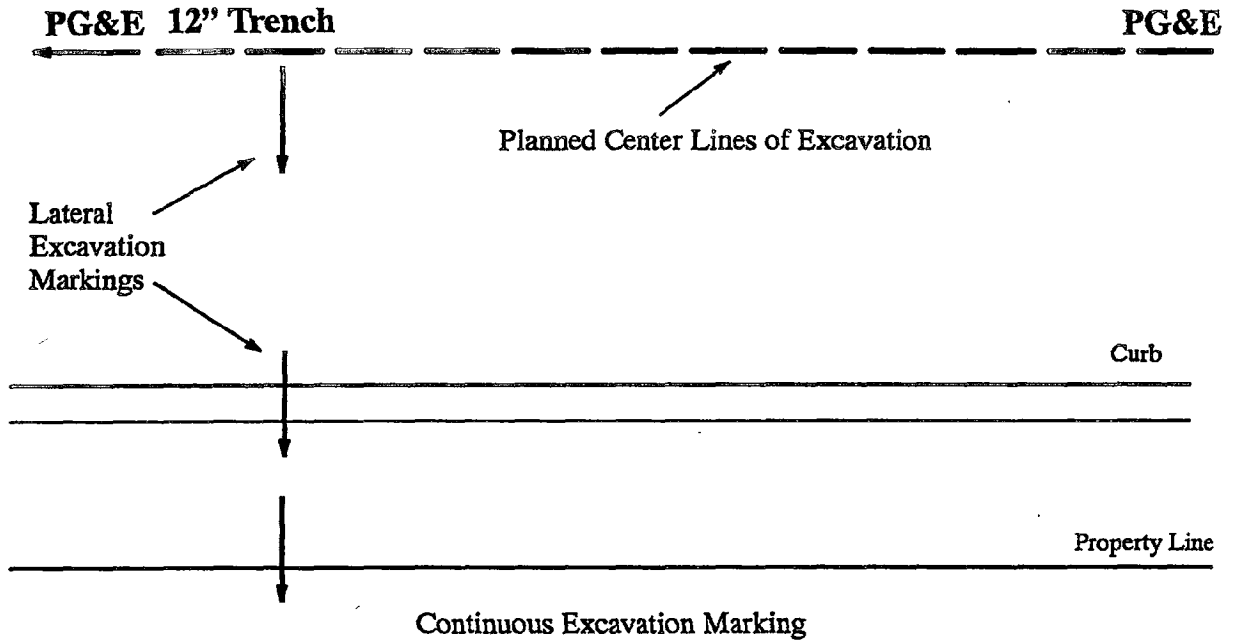 PG&E 12” Trench
PG&E
Planned Center Lines of Excavation
Lateral
Excavation
Markings
Curb
Property Line
Continuous Excavation Marking